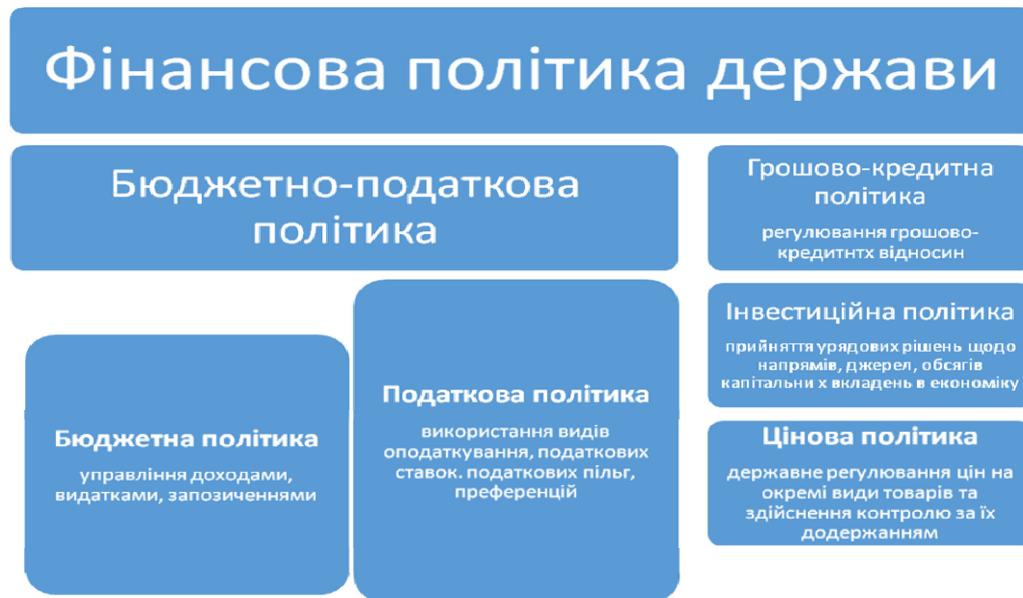 Фінансова політика держави
Бюджетно-податкова
політика
Бюджетна політика
управління доходами,
видатками, запозиченнями
Податкова політика
використання видів
оподаткування, податкових
ставок. податкових пільг,
преференцій
Грошово-кредитна
політика
регулювання грошово-
кредитнтх відносин
Інвестиційна політика
прийняття урядових рішень щодо
напрямів, джерел, обсягів
капітальни х вкладень в економіку
Цінова політика
державне регулювання цін на
окремі види товарів та
здійснення контролю за їх
додержанням